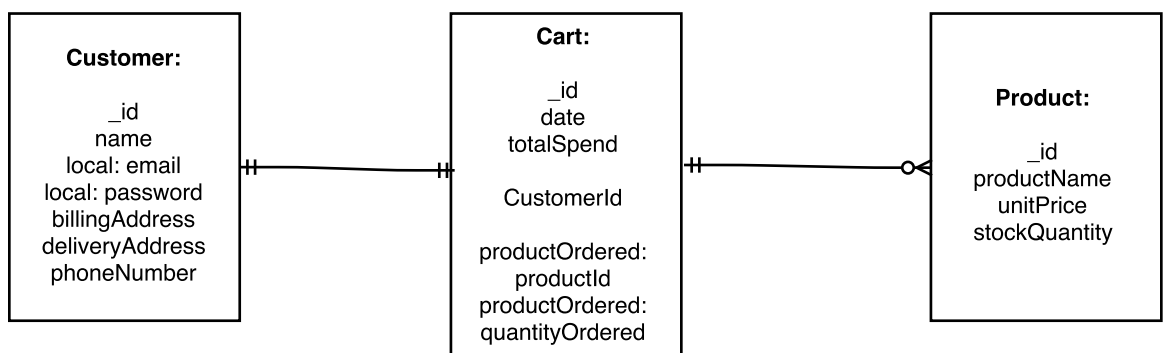 Customer:
_id
name
local: email
local: password
billingAddress
deliveryAddress
phoneNumber
Cart:
_id
date
totalSpend
CustomerId
productOrdered:
productId
productOrdered:
quantityOrdered
Product:
_id
productName
unitPrice
stockQuantity